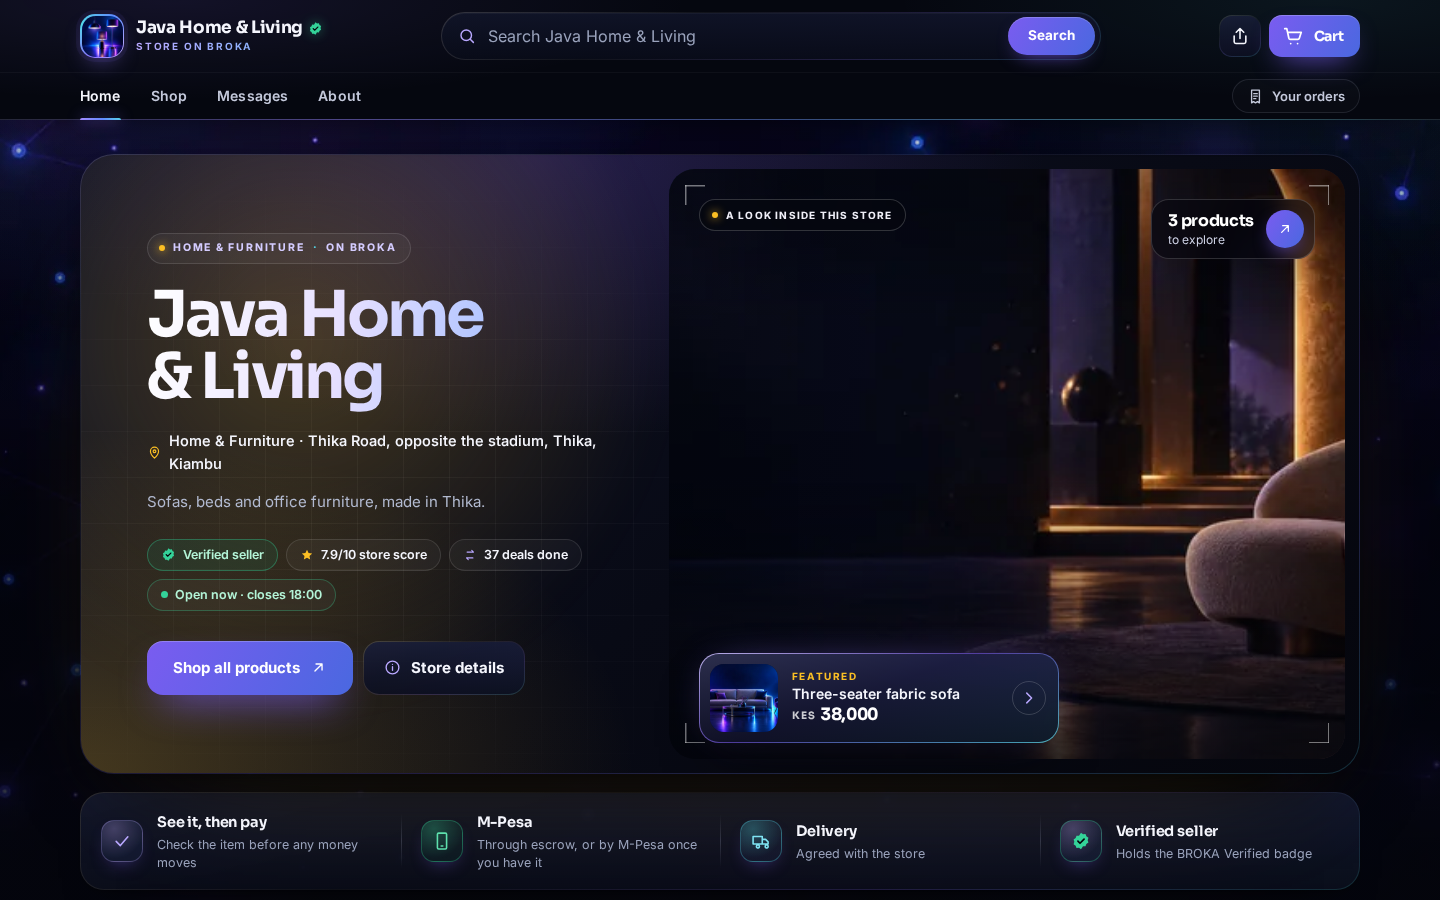 Java Home & Living
STORE ON BROKA
Search Java Home & Living
Search
Cart
Home
Shop
Messages
About
Your orders
HOME & FURNITURE · ON BROKA
Java Home
& Living
Home & Furniture · Thika Road, opposite the stadium, Thika,
Kiambu
Sofas, beds and office furniture, made in Thika.
Verified seller
7.9/10 store score
37 deals done
Open now · closes 18:00
Shop all products
Store details
A LOOK INSIDE THIS STORE
3 products
to explore
FEATURED
Three-seater fabric sofa
KES 38,000
See it, then pay
Check the item before any money
moves
M-Pesa
Through escrow, or by M-Pesa once
you have it
Delivery
Agreed with the store
Verified seller
Holds the BROKA Verified badge